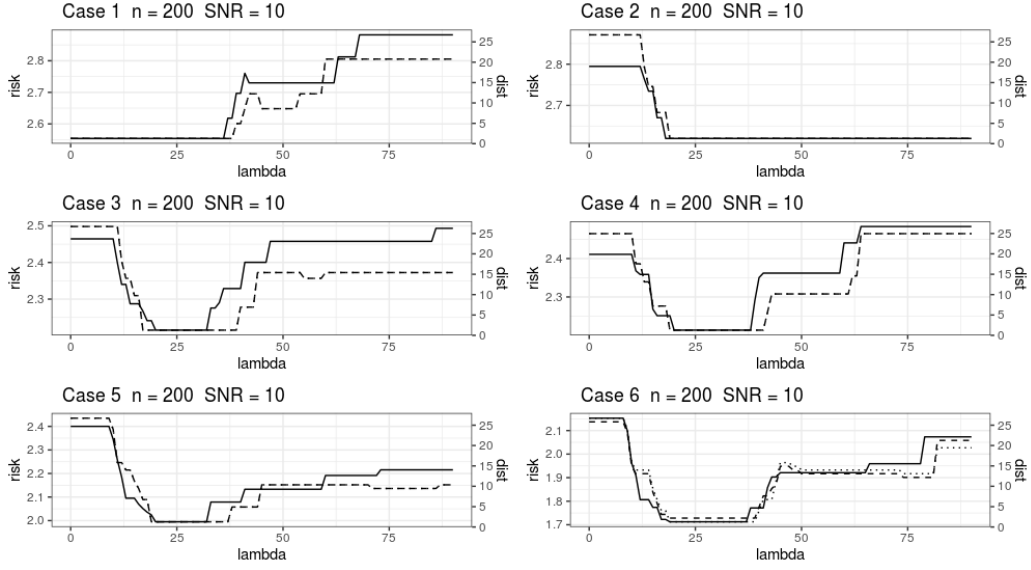 Case 1 n = 200 SNR = 10
risk
2.8
2.7
2.6
25
20
15
10
5
0
dist
0 25 50 75
lambda
Case 2 n = 200 SNR = 10
risk
2.8
2.7
25
20
15
10
5
0
dist
0 25 50 75
lambda
Case 3 n = 200 SNR = 10
risk
2.5
2.4
2.3
25
20
15
10
5
0
dist
0 25 50 75
lambda
Case 4 n = 200 SNR = 10
risk
2.4
2.3
25
20
15
10
5
0
dist
0 25 50 75
lambda
Case 5 n = 200 SNR = 10
risk
2.4
2.3
2.2
2.1
2.0
25
20
15
10
5
0
dist
0 25 50 75
lambda
Case 6 n = 200 SNR = 10
risk
2.1
2.0
1.9
1.8
1.7
25
20
15
10
5
0
dist
0 25 50 75
lambda